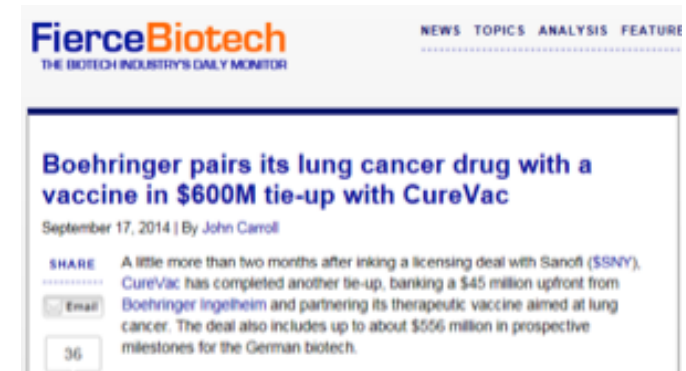 FierceBiotech
THE BIOTECH INDUSTRY'S DAILY MONITOR
NEWS TOPICS ANALYSIS FEATURE
Boehringer pairs its lung cancer drug with a
vaccine in $600M tie-up with CureVac
September 17, 2014 | By John Carroll
SHARE
Email
36
A little more than two months after inking a licensing deal with Sanofi ($SNY),
CureVac has completed another tie-up, banking a $45 million upfront from
Boehringer Ingelheim and partnering its therapeutic vaccine aimed at lung
cancer. The deal also includes up to about $556 million in prospective
milestones for the German biotech.